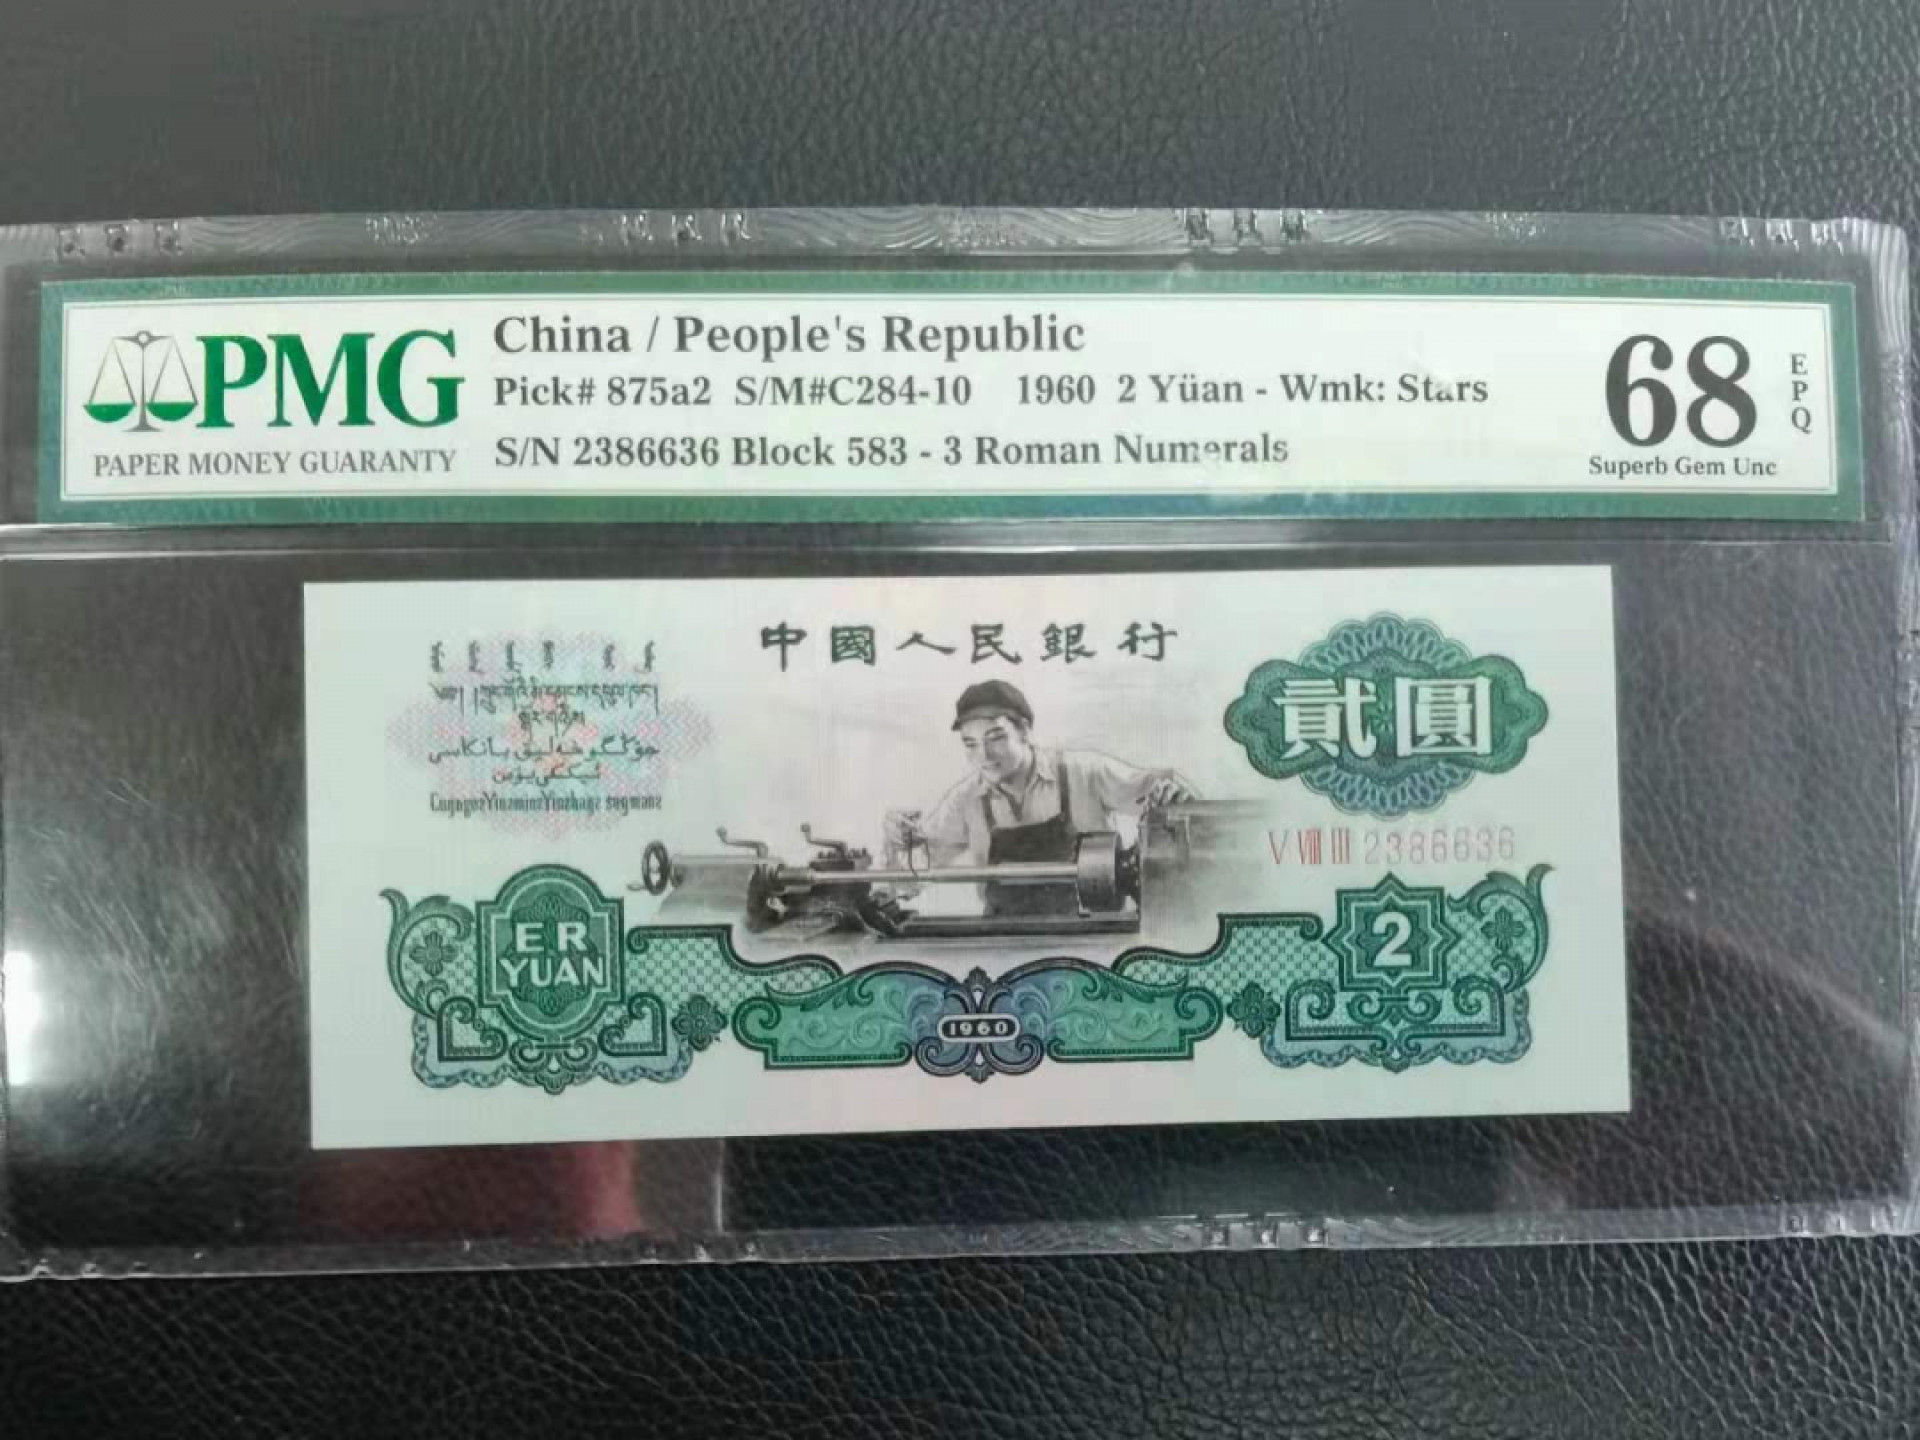 PMG
PAPER MONEY GUARANTY
China / People's Republic
Pick# 875a2 S/M#C284-10 1960 2 Yüan - Wmk: Stars
S/N 2386636 Block 583 - 3 Roman Numerals
68
EPQ
Superb Gem Unc
中國人民銀行
貳圓
V VIII III 2386636
ER
YUAN
1960
2